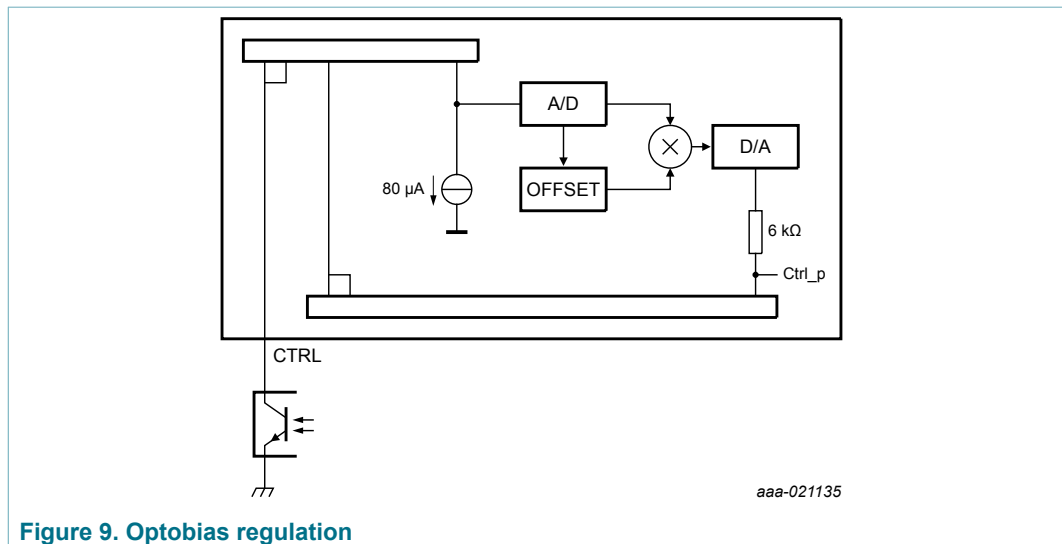 A/D
D/A
80 µA
OFFSET
6 kΩ
Ctrl_p
CTRL
aaa-021135
Figure 9. Optobias regulation